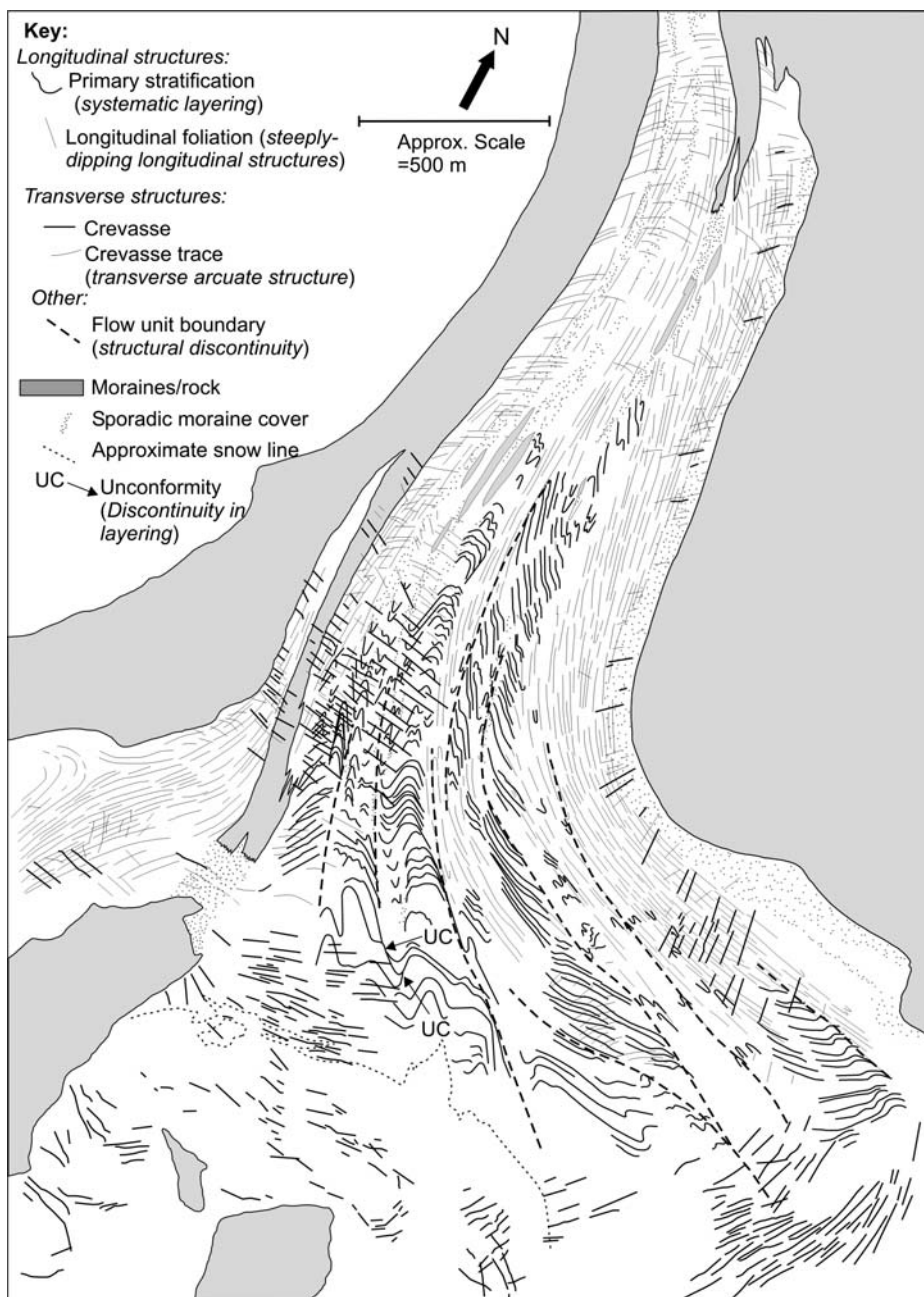 Key:
Longitudinal structures:
Primary stratification
(systematic layering)
Longitudinal foliation (steeply-
dipping longitudinal structures)
Transverse structures:
Crevasse
Crevasse trace
(transverse arcuate structure)
Other:
Flow unit boundary
(structural discontinuity)
Moraines/rock
Sporadic moraine cover
Approximate snow line
UC Unconformity
(Discontinuity in
layering)
N
Approx. Scale
=500 m
UC
UC